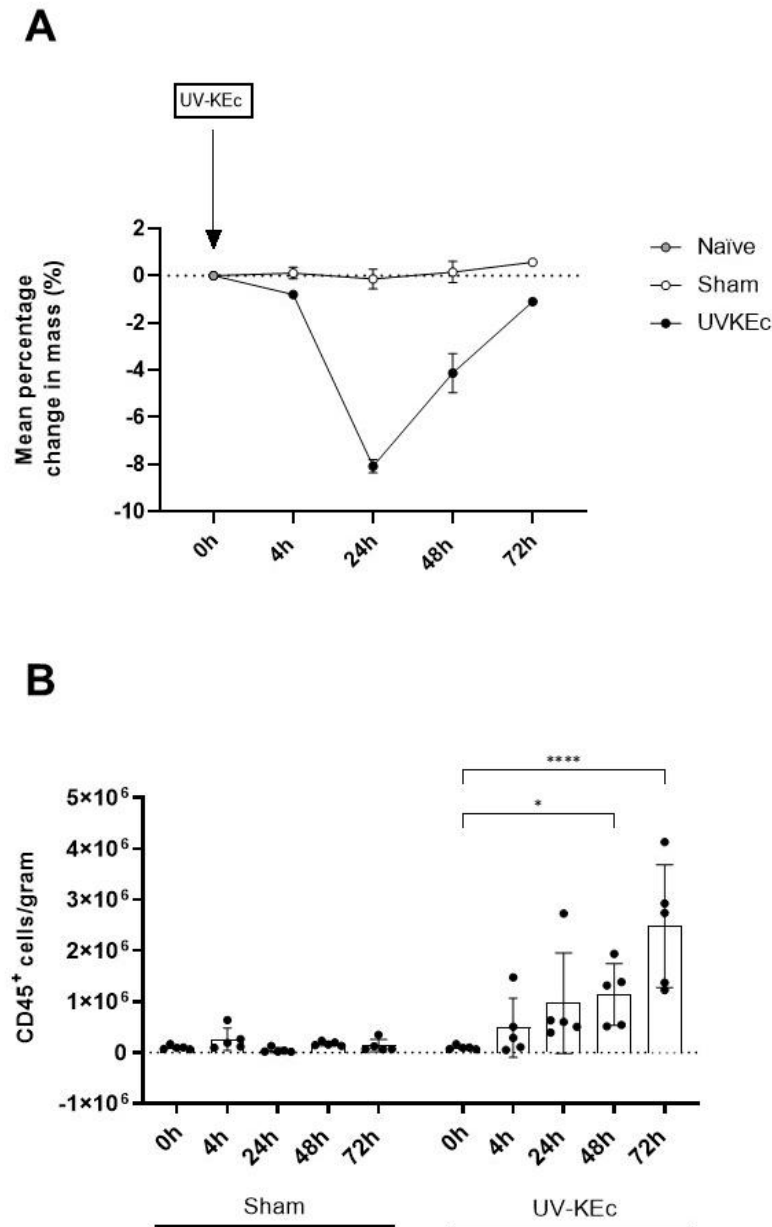 A
UV-KEc
Mean percentage
change in mass (%)
2
0
-2
-4
-6
-8
-10
0h
4h
24h
48h
72h
Naïve
Sham
UVKEc
B
****
*
CD45⁺ cells/gram
5×10⁶
4×10⁶
3×10⁶
2×10⁶
1×10⁶
0
-1×10⁶
0h
4h
24h
48h
72h
0h
4h
24h
48h
72h
Sham
UV-KEc